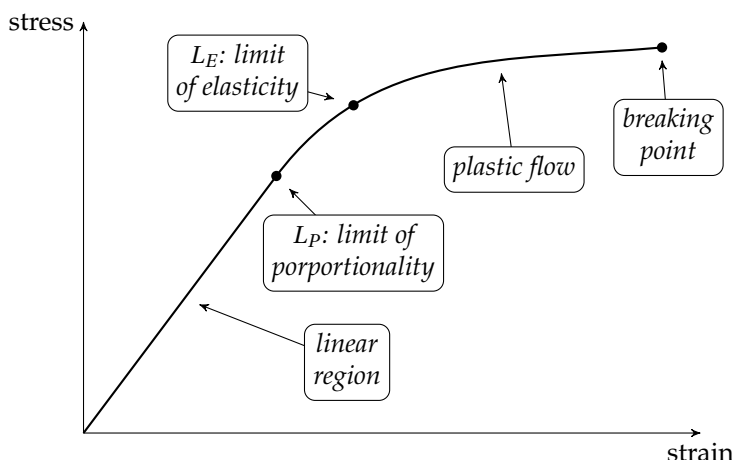 stress
L_E: limit
of elasticity
breaking
point
plastic flow
L_P: limit of
porportionality
linear
region
strain